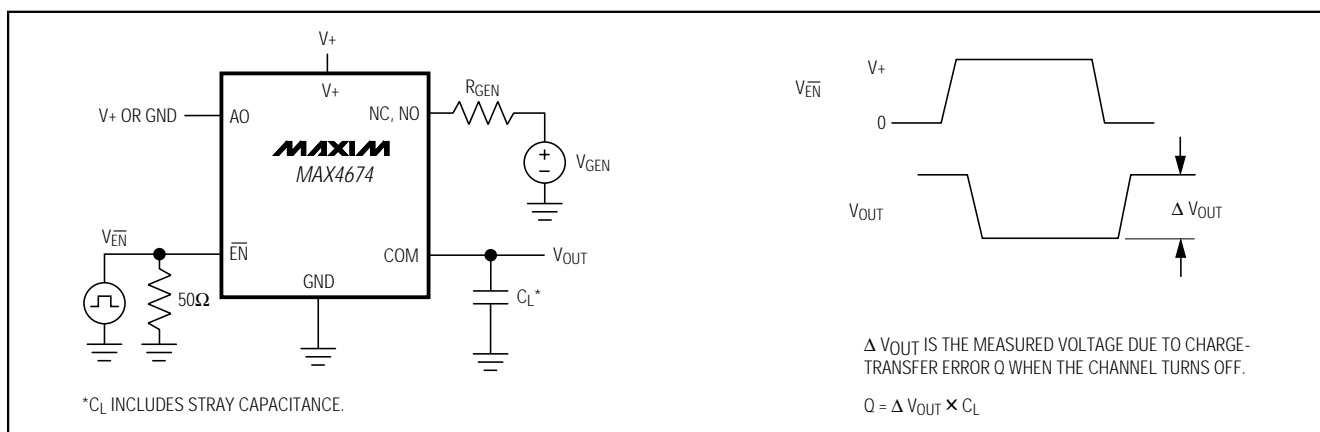 V+
V+
V+ OR GND
AO
NC, NO
RGEN
MAXIM
MAX4674
VGEN
VEN̅
EN̅
COM
VOUT
GND
50Ω
CL*
*CL INCLUDES STRAY CAPACITANCE.
V+
VEN̅
0
VOUT
Δ VOUT
Δ VOUT IS THE MEASURED VOLTAGE DUE TO CHARGE-
TRANSFER ERROR Q WHEN THE CHANNEL TURNS OFF.
Q = Δ VOUT X CL